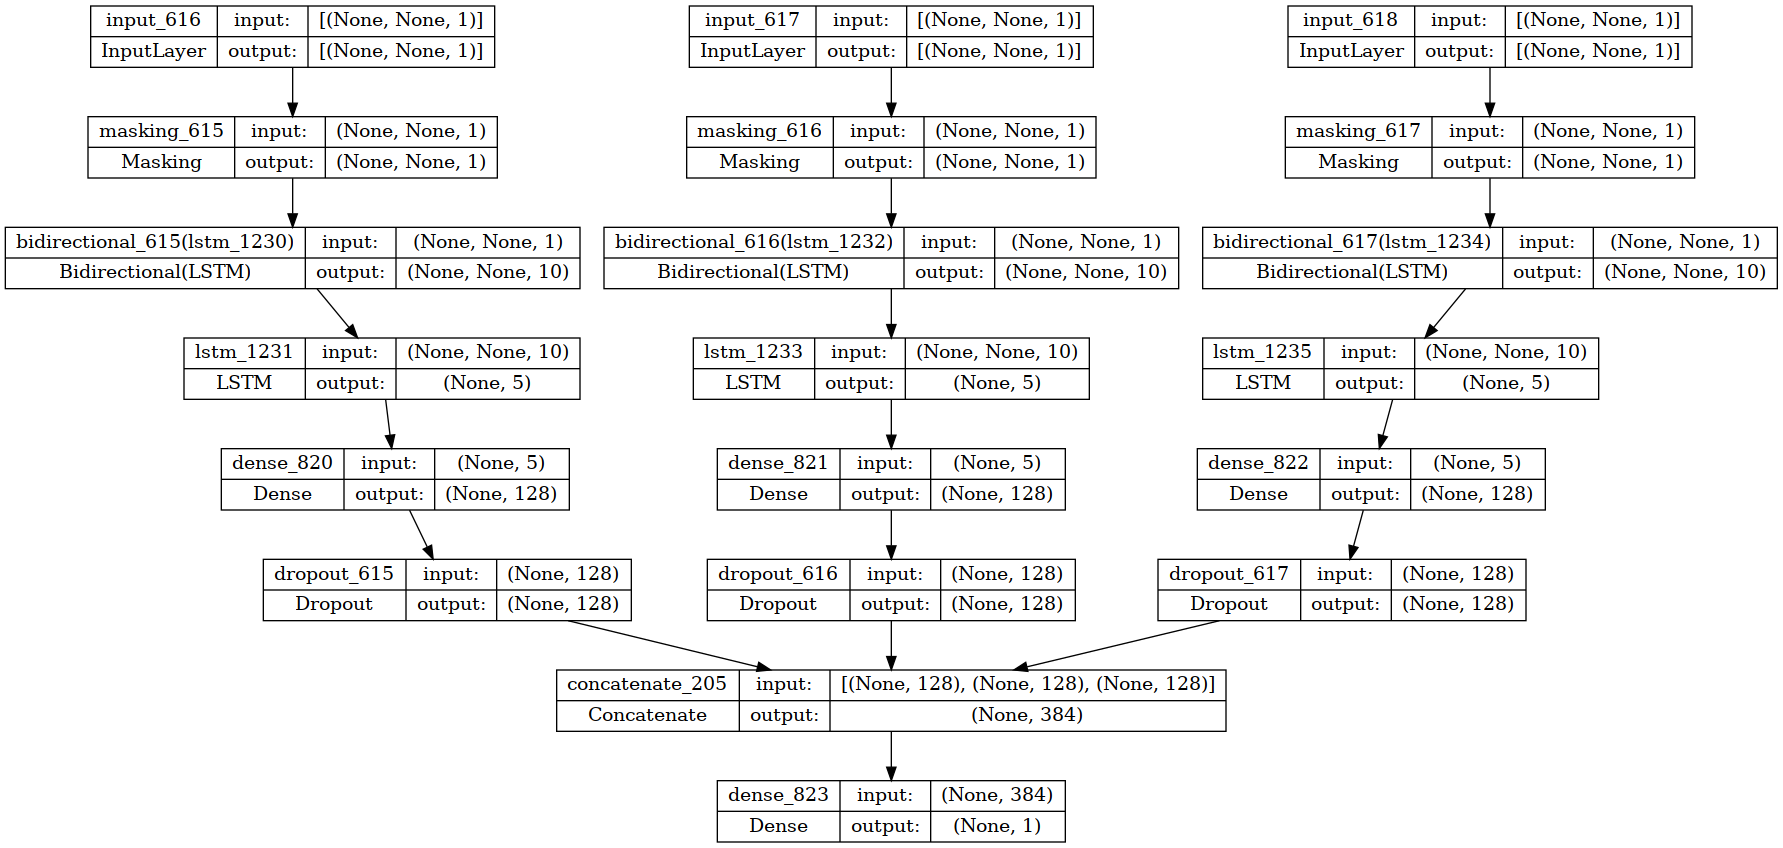 input_616 input: [(None, None, 1)]
InputLayer output: [(None, None, 1)]
input_617 input: [(None, None, 1)]
InputLayer output: [(None, None, 1)]
input_618 input: [(None, None, 1)]
InputLayer output: [(None, None, 1)]
masking_615 input: (None, None, 1)
Masking output: (None, None, 1)
masking_616 input: (None, None, 1)
Masking output: (None, None, 1)
masking_617 input: (None, None, 1)
Masking output: (None, None, 1)
bidirectional_615(lstm_1230) input: (None, None, 1)
Bidirectional(LSTM) output: (None, None, 10)
bidirectional_616(lstm_1232) input: (None, None, 1)
Bidirectional(LSTM) output: (None, None, 10)
bidirectional_617(lstm_1234) input: (None, None, 1)
Bidirectional(LSTM) output: (None, None, 10)
lstm_1231 input: (None, None, 10)
LSTM output: (None, 5)
lstm_1233 input: (None, None, 10)
LSTM output: (None, 5)
lstm_1235 input: (None, None, 10)
LSTM output: (None, 5)
dense_820 input: (None, 5)
Dense output: (None, 128)
dense_821 input: (None, 5)
Dense output: (None, 128)
dense_822 input: (None, 5)
Dense output: (None, 128)
dropout_615 input: (None, 128)
Dropout output: (None, 128)
dropout_616 input: (None, 128)
Dropout output: (None, 128)
dropout_617 input: (None, 128)
Dropout output: (None, 128)
concatenate_205 input: [(None, 128), (None, 128), (None, 128)]
Concatenate output: (None, 384)
dense_823 input: (None, 384)
Dense output: (None, 1)